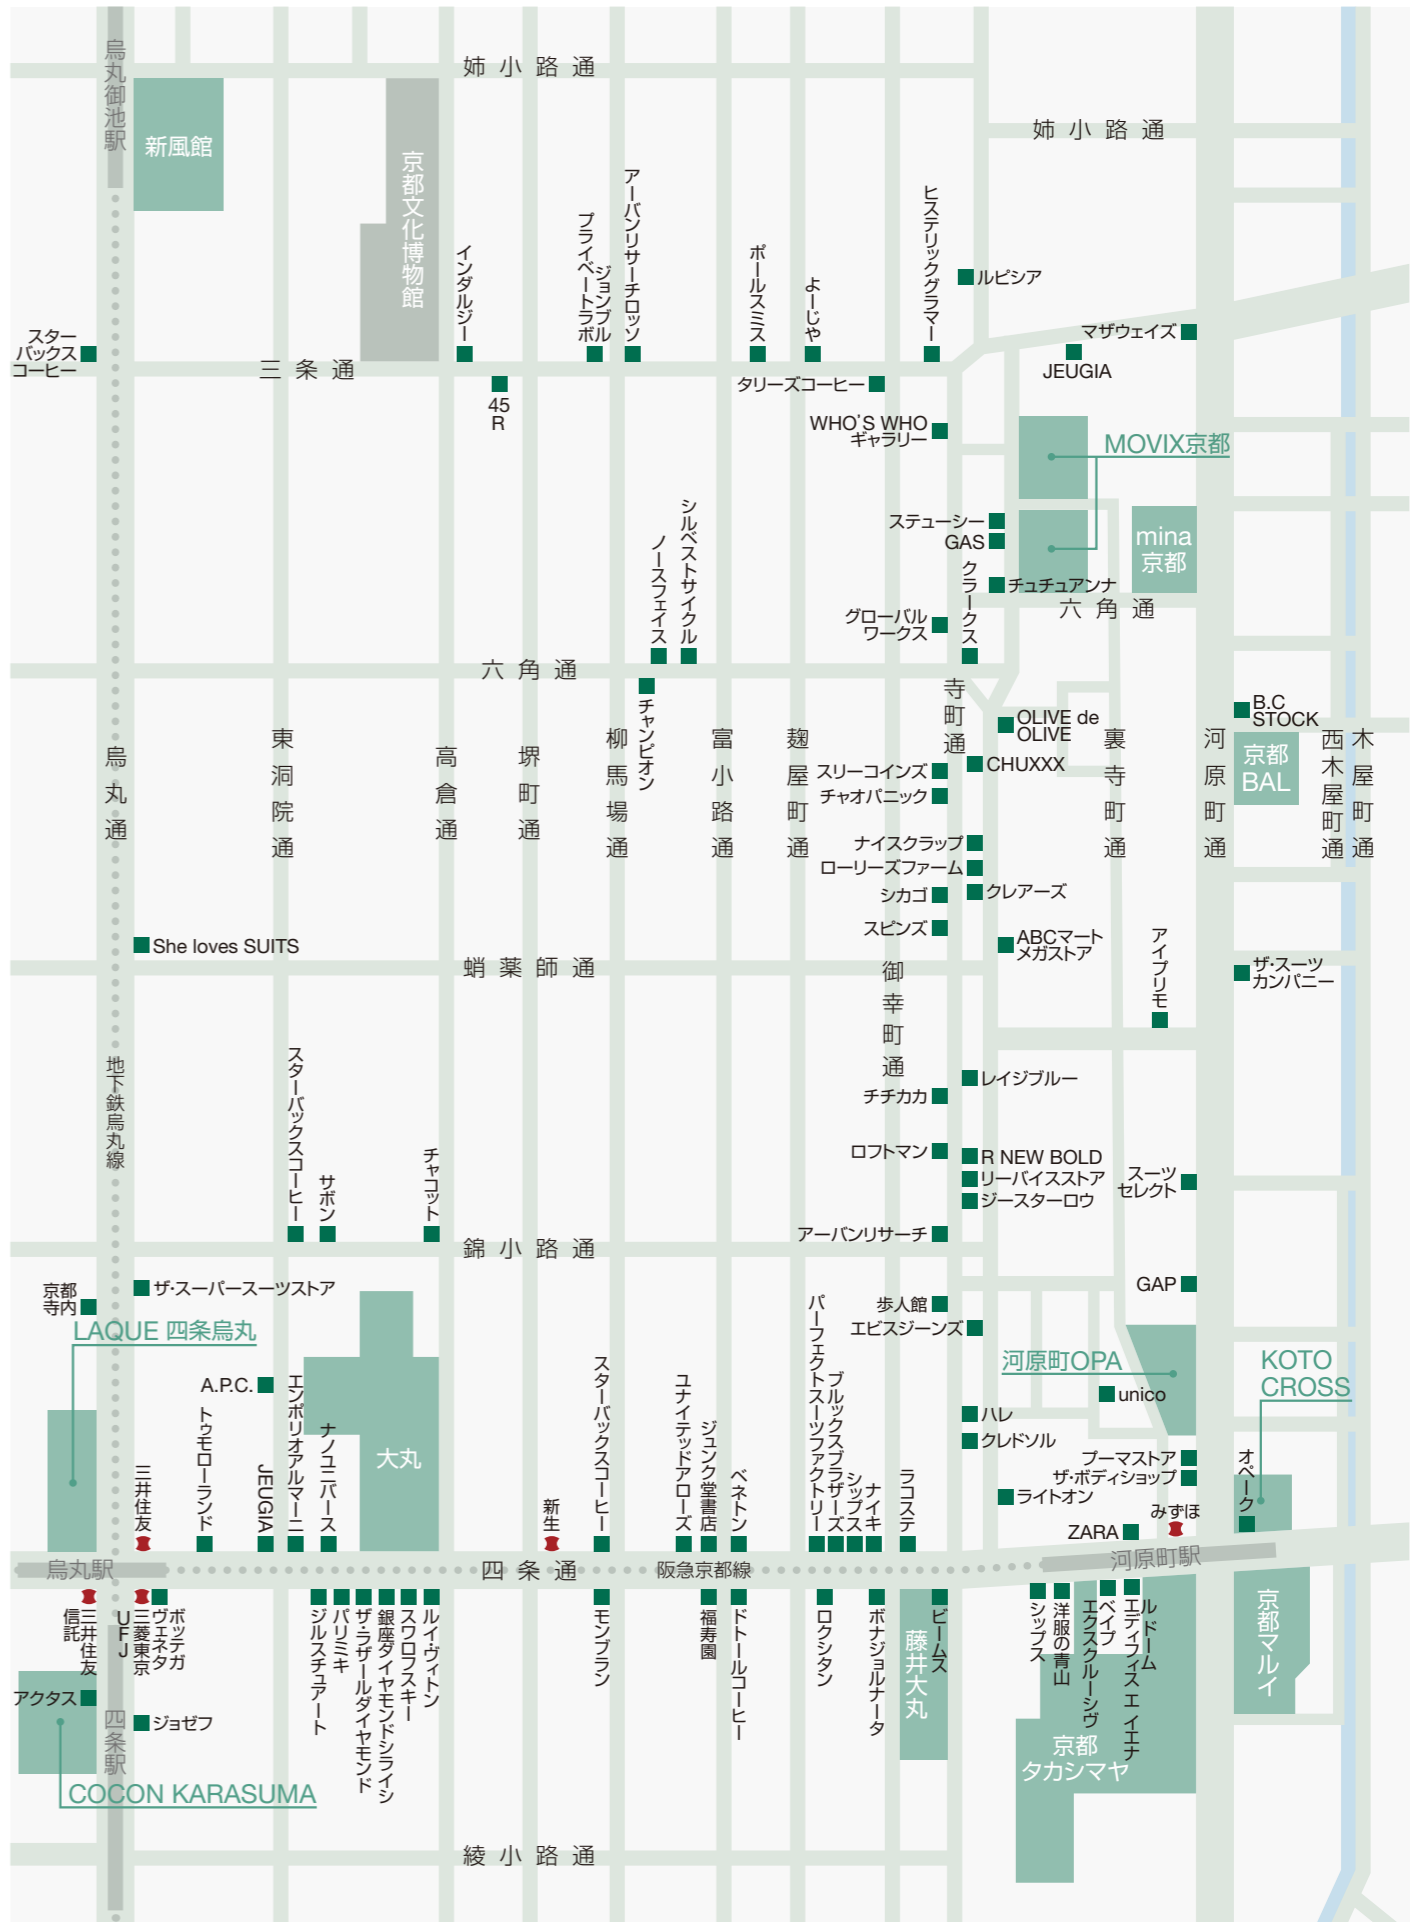 烏丸御池駅
姉小路通
姉小路通
新風館
京都文化博物館
アーバンリサーチロッソ
ヒステリックグラマー
プライベートラボ
ジョンブル
インダルジー
ポールスミス
よーじや
ルピシア
スター
バックス
コーヒー
マザウェイズ
JEUGIA
三条通
45
R
タリーズコーヒー
WHO'S WHO
ギャラリー
MOVIX京都
シルベストサイクル
ノースフェイス
ステューシー
GAS
クラークス
チュチュアンナ
mina
京都
六角通
グローバル
ワークス
六角通
チャンピオン
寺町通
OLIVE de
OLIVE
B.C
STOCK
烏丸通
東洞院通
高倉通
堺町通
柳馬場通
富小路通
麹屋町通
裏寺町通
河原町通
京都
BAL
西木屋町通
木屋町通
スリーコインズ
CHUXXX
チャオパニック
ナイスクラップ
ローリーズファーム
シカゴ
クレアーズ
スピンズ
She loves SUITS
ABCマート
メガストア
アイプリモ
蛸薬師通
御幸町通
ザ・スーツ
カンパニー
地下鉄烏丸線
スターバックスコーヒー
サボン
チャコット
レイジブルー
チチカカ
ロフトマン
R NEW BOLD
リーバイスストア
ジースターロウ
スーツ
セレクト
アーバンリサーチ
錦小路通
京都
寺内
ザ・スーパースーツストア
GAP
歩人館
エビスジーンズ
LAQUE 四条烏丸
河原町OPA
KOTO
CROSS
A.P.C.
unico
トゥモローランド
JEUGIA
エンポリオアルマーニ
ナノユニバース
大丸
スターバックスコーヒー
ユナイテッドアローズ
ジュンク堂書店
ベネトン
パーフェクトスーツファクトリー
ブルックスブラザーズ
シップス
ナイキ
ラコステ
ハレ
クレドソル
プーマストア
ザ・ボディショップ
オペーク
ライトオン
三井住友
新生
みずほ
ZARA
烏丸駅
四条通
阪急京都線
河原町駅
三井住友
信託
三菱東京
UFJ
ボッテガ
ヴェネタ
ジルスチュアート
パリミキ
ザ・ラザールダイヤモンド
銀座ダイヤモンドシライシ
スワロフスキー
ルイ・ヴィトン
モンブラン
福寿園
ドトールコーヒー
ロクシタン
ボナジョルナータ
藤井大丸
ビームス
シップス
洋服の青山
エクスクルーシヴ
ベイプ
エディフィス エ イエナ
ル ドーム
京都マルイ
アクタス
ジョゼフ
四条駅
京都
タカシマヤ
COCON KARASUMA
綾小路通